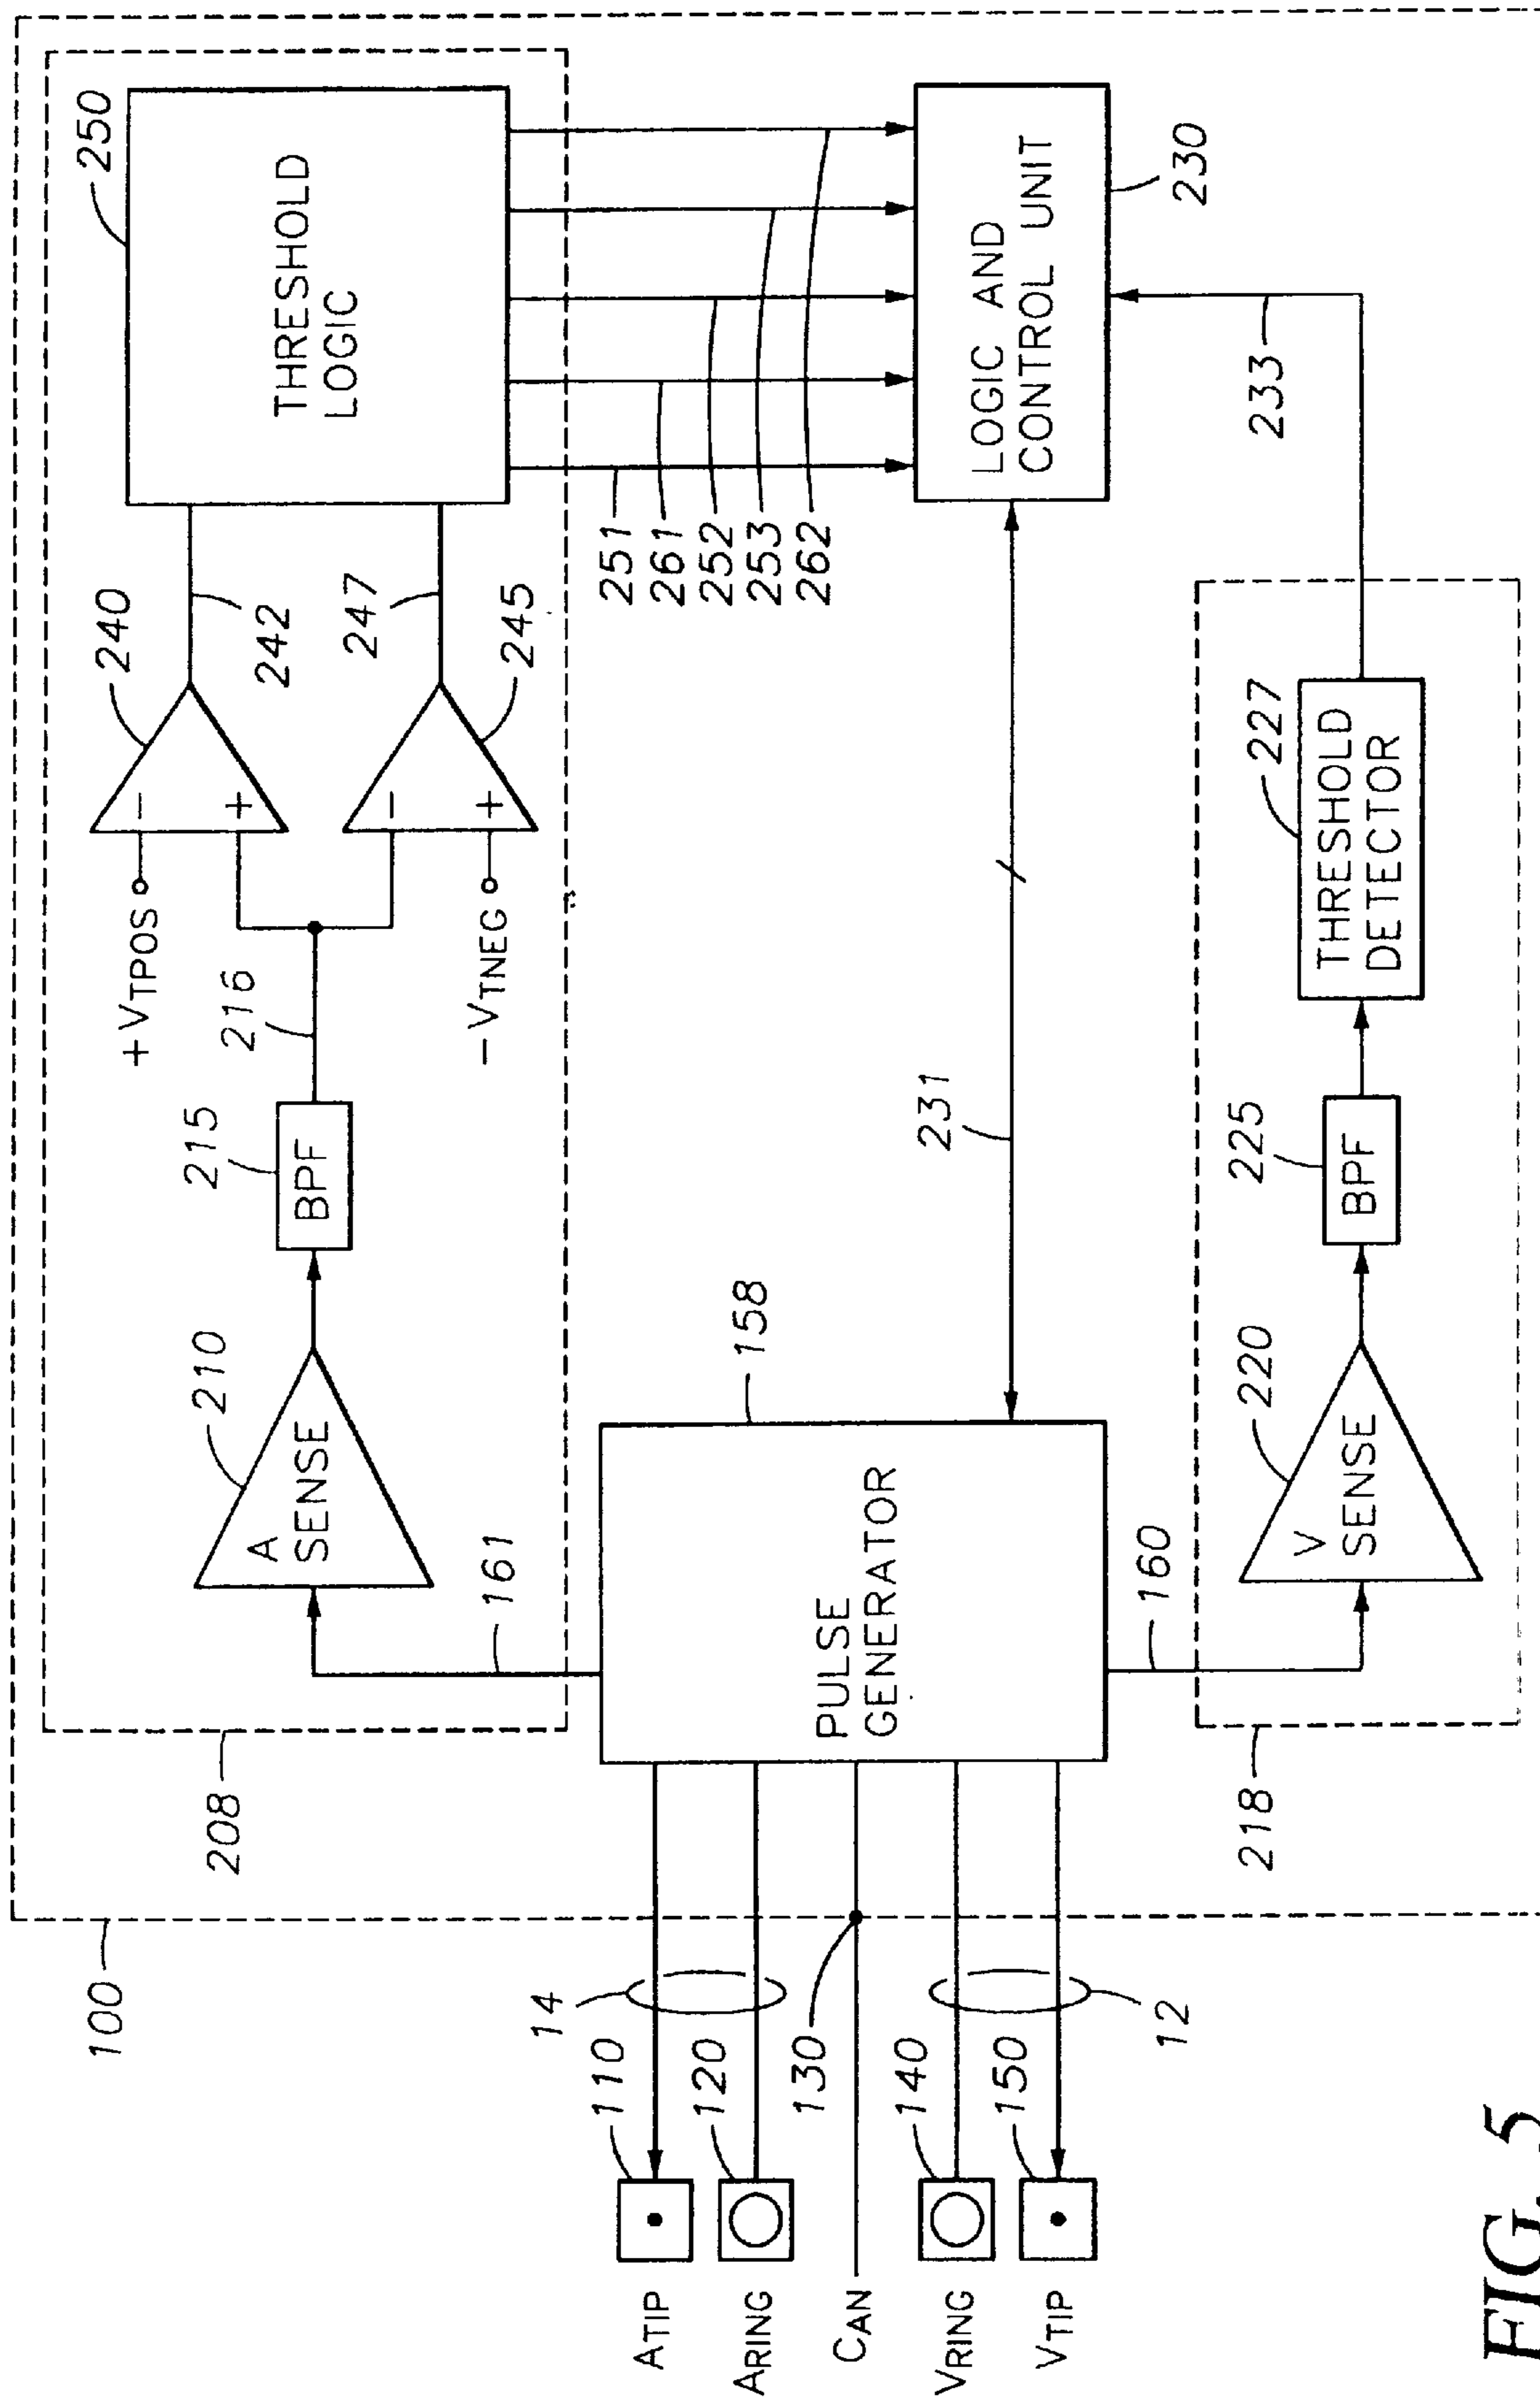 100
208
250
THRESHOLD
LOGIC
240
+VTPOS
−
+
242
247
245
−
+
−VTNEG
216
215
BPF
210
A
SENSE
161
251
261
252
253
262
LOGIC AND
CONTROL UNIT
230
233
231
158
PULSE
GENERATOR
160
14
110
ATIP
120
ARING
130
CAN
140
VRING
150
VTIP
12
218
220
V
SENSE
225
BPF
227
THRESHOLD
DETECTOR
FIG. 5